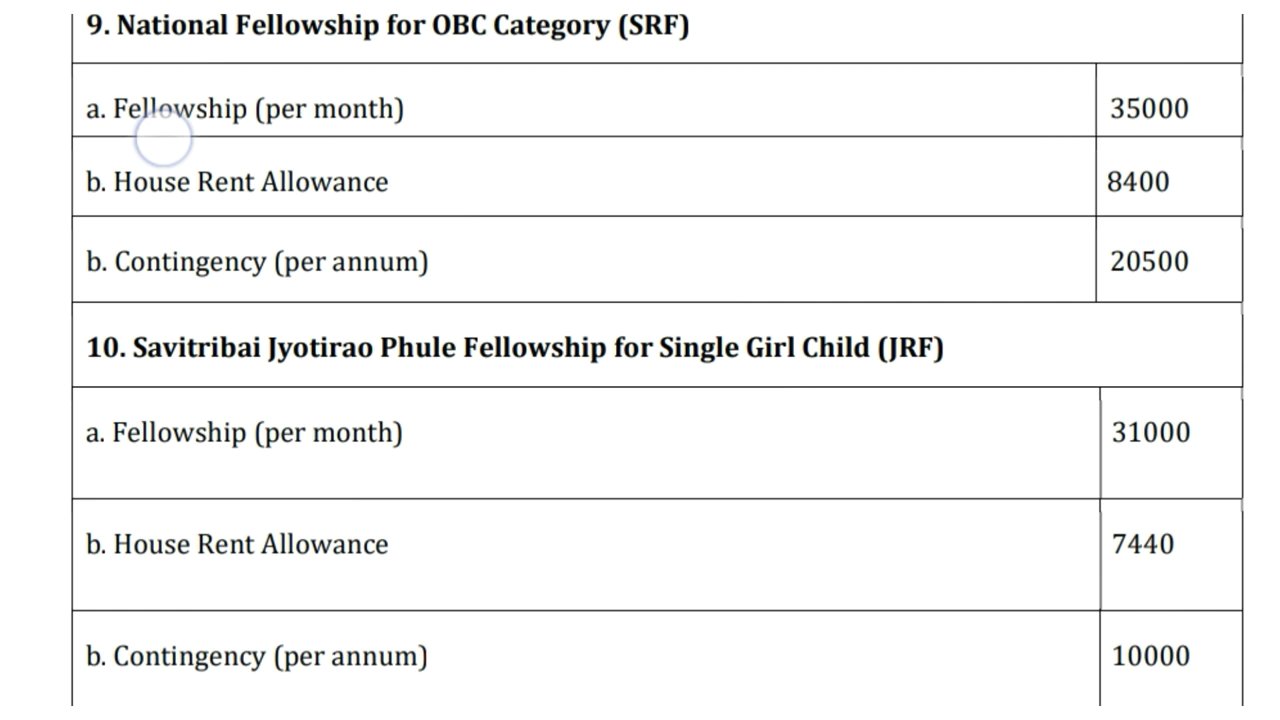 9. National Fellowship for OBC Category (SRF)
a. Fellowship (per month) 35000
b. House Rent Allowance 8400
b. Contingency (per annum) 20500
10. Savitribai Jyotirao Phule Fellowship for Single Girl Child (JRF)
a. Fellowship (per month) 31000
b. House Rent Allowance 7440
b. Contingency (per annum) 10000